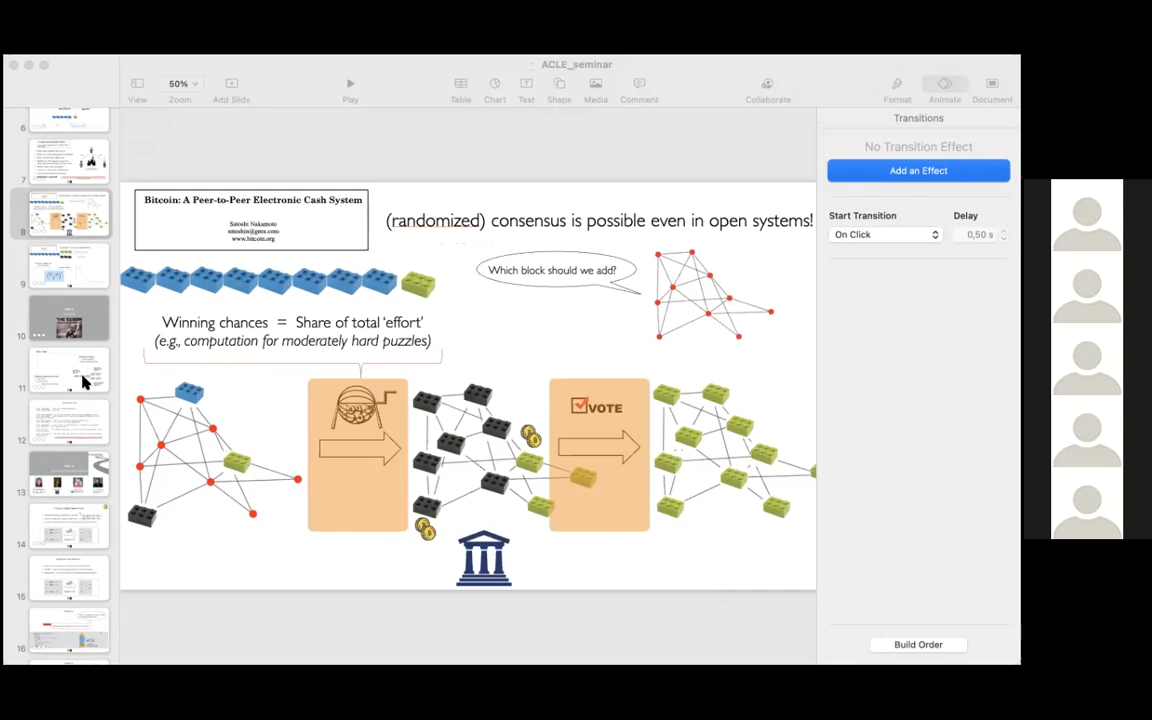 ACLE_seminar
50%
View
Zoom
Add Slide
Play
Table
Chart
Text
Shape
Media
Comment
Collaborate
Format
Animate
Document
Transitions
No Transition Effect
Add an Effect
Start Transition
Delay
On Click
0,50 s
Build Order
6
7
8
9
10
11
12
13
14
15
16
Bitcoin: A Peer-to-Peer Electronic Cash System
Satoshi Nakamoto
satoshin@gmx.com
www.bitcoin.org
(randomized) consensus is possible even in open systems!
Which block should we add?
Winning chances = Share of total ‘effort’
(e.g., computation for moderately hard puzzles)
VOTE